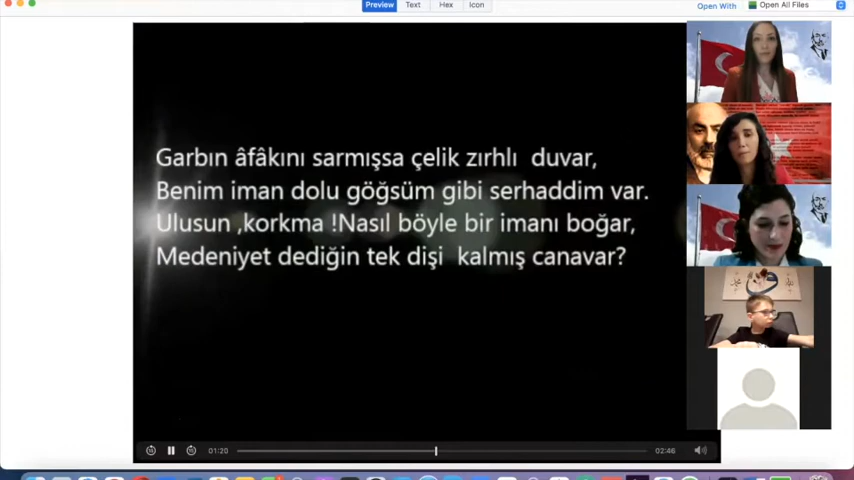 Preview Text Hex Icon Open With Open All Files
Garbın âfâkını sarmışsa çelik zırhlı duvar,
Benim iman dolu göğsüm gibi serhaddim var.
Ulusun ,korkma !Nasıl böyle bir imanı boğar,
Medeniyet dediğin tek dişi kalmış canavar?
01:20 02:46